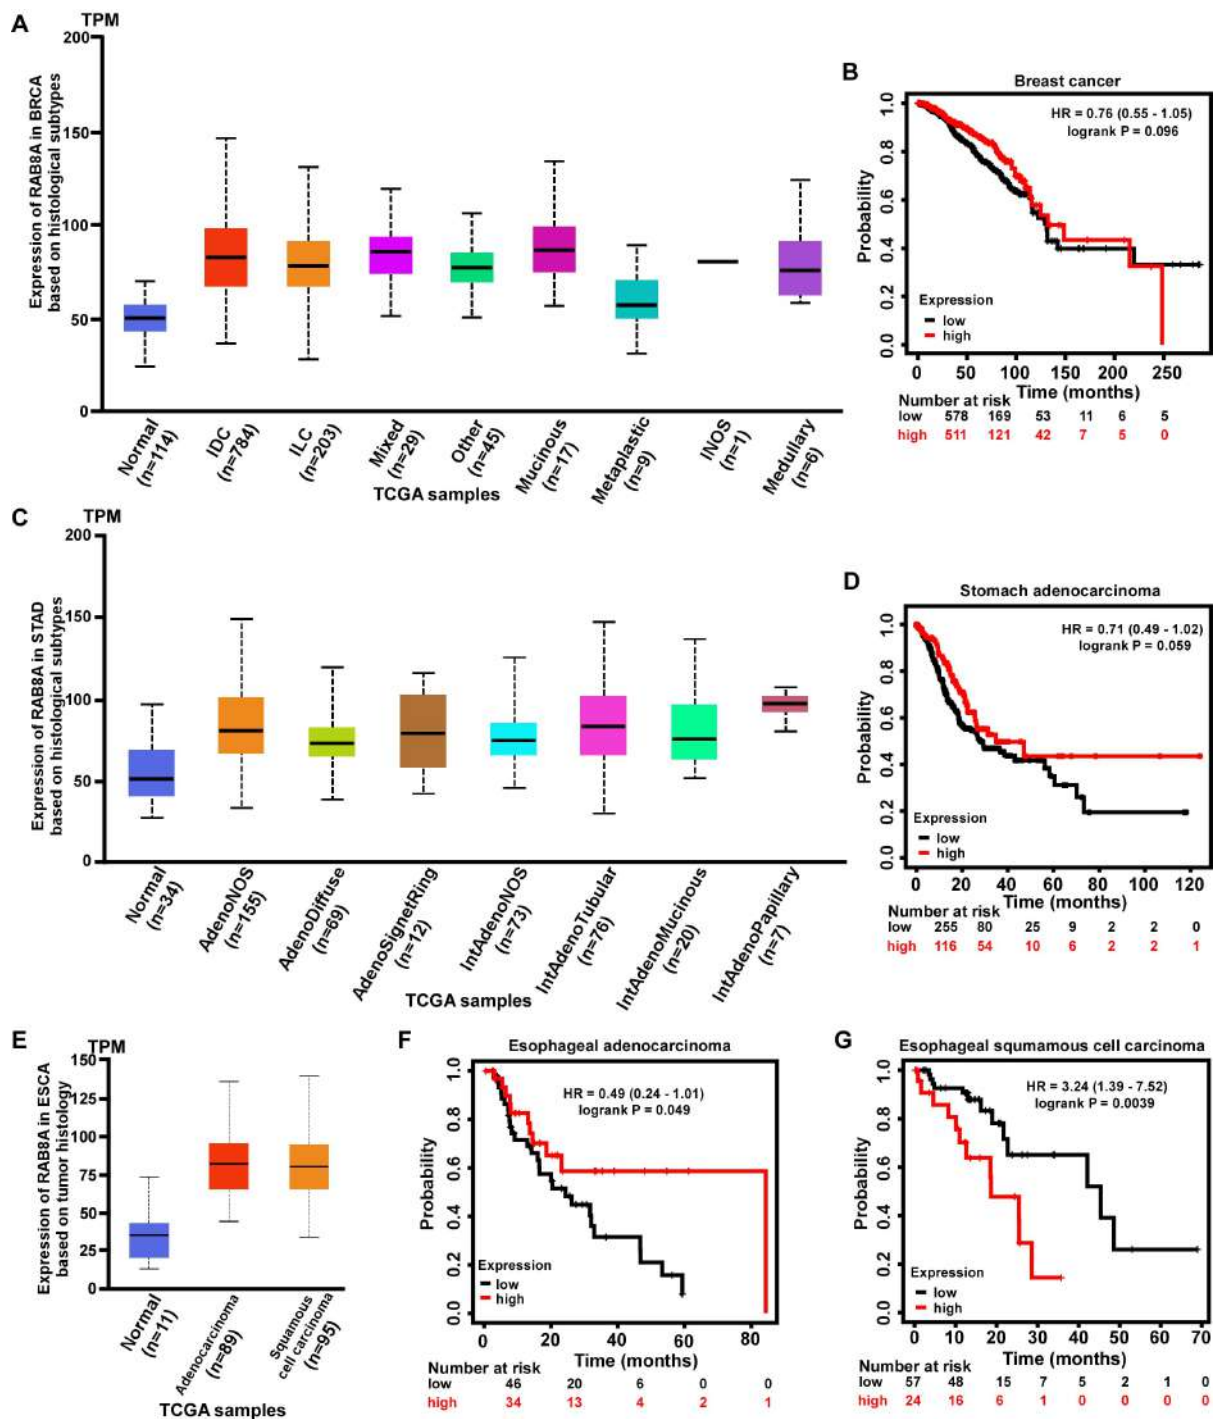 A
TPM
Expression of RAB8A in BRCA
based on histological subtypes
200
150
100
50
0
Normal
(n=114)
IDC
(n=784)
ILC
(n=203)
Mixed
(n=29)
Other
(n=45)
Mucinous
(n=17)
Metaplastic
(n=9)
INOS
(n=1)
Medullary
(n=6)
TCGA samples
B
Breast cancer
HR = 0.76 (0.55 - 1.05)
logrank P = 0.096
Probability
1.0
0.8
0.6
0.4
0.2
0.0
Expression
low
high
0 50 100 150 200 250
Time (months)
Number at risk
low 578 169 53 11 6 5
high 511 121 42 7 5 0
C
TPM
Expression of RAB8A in STAD
based on histological subtypes
200
150
100
50
0
Normal
(n=34)
AdenoNOS
(n=155)
AdenoDiffuse
(n=69)
AdenoSignetRing
(n=12)
IntAdenoNOS
(n=73)
IntAdenoTubular
(n=76)
IntAdenoMucinous
(n=20)
IntAdenoPapillary
(n=7)
TCGA samples
D
Stomach adenocarcinoma
HR = 0.71 (0.49 - 1.02)
logrank P = 0.059
Probability
1.0
0.8
0.6
0.4
0.2
0.0
Expression
low
high
0 20 40 60 80 100 120
Time (months)
Number at risk
low 255 80 25 9 2 2 0
high 116 54 10 6 2 2 1
E
TPM
Expression of RAB8A in ESCA
based on tumor histology
150
125
100
75
50
25
0
Normal
(n=11)
Adenocarcinoma
(n=89)
Squamous
cell carcinoma
(n=95)
TCGA samples
F
Esophageal adenocarcinoma
HR = 0.49 (0.24 - 1.01)
logrank P = 0.049
Probability
1.0
0.8
0.6
0.4
0.2
0.0
Expression
low
high
0 20 40 60 80
Time (months)
Number at risk
low 46 20 6 0 0
high 34 13 4 2 1
G
Esophageal squmamous cell carcinoma
HR = 3.24 (1.39 - 7.52)
logrank P = 0.0039
Probability
1.0
0.8
0.6
0.4
0.2
0.0
Expression
low
high
0 10 20 30 40 50 60 70
Time (months)
Number at risk
low 57 48 15 7 5 2 1 0
high 24 16 6 1 0 0 0 0